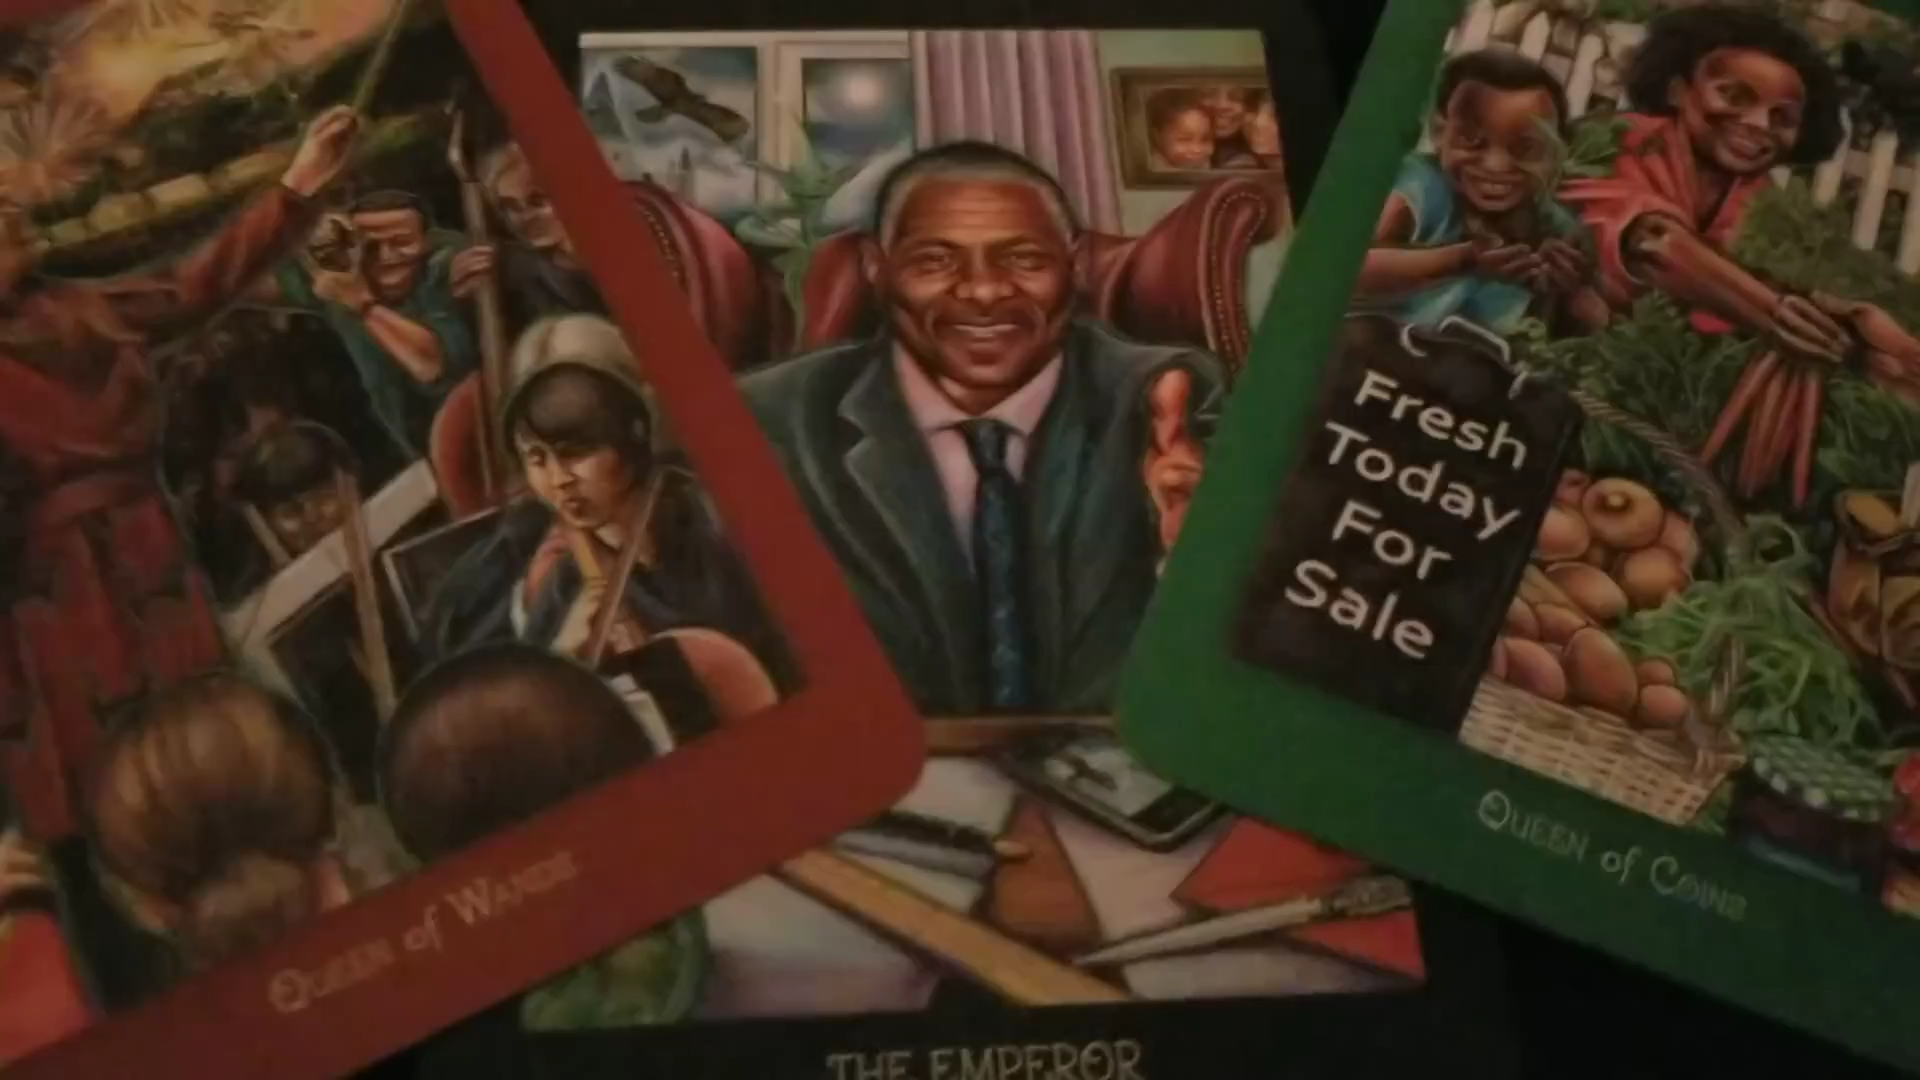 Fresh
Today
For
Sale
Queen of Wands
THE EMPEROR
Queen of Coins